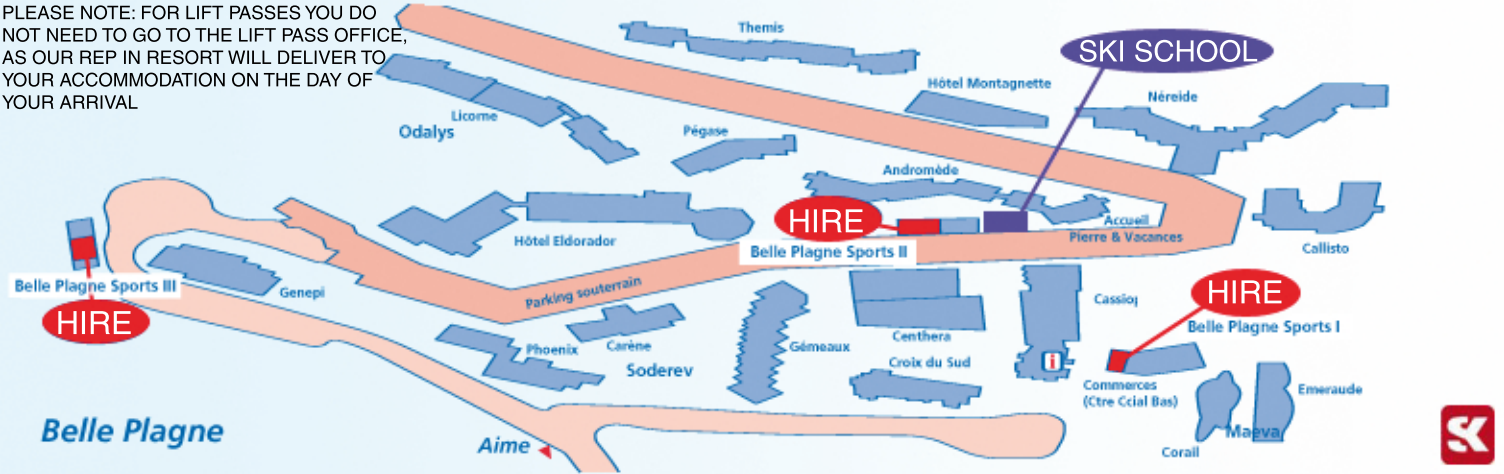 PLEASE NOTE: FOR LIFT PASSES YOU DO
NOT NEED TO GO TO THE LIFT PASS OFFICE,
AS OUR REP IN RESORT WILL DELIVER TO
YOUR ACCOMMODATION ON THE DAY OF
YOUR ARRIVAL
Themis
SKI SCHOOL
Hôtel Montagnette
Néreide
Licorne
Odalys
Pégase
Andromède
HIRE
Accueil
Pierre & Vacances
Belle Plagne Sports II
Hôtel Eldorador
Callisto
Belle Plagne Sports III
HIRE
Genepi
Parking souterrain
Cassiop
HIRE
Belle Plagne Sports I
Centhera
Phoenix
Carène
Gémeaux
Soderev
Croix du Sud
i
Commerces
(Ctre Ccial Bas)
Emeraude
Maeva
Corail
Belle Plagne
Aime
SK